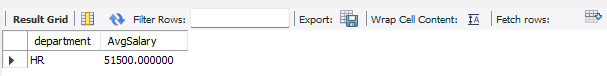 Result Grid Filter Rows: Export: Wrap Cell Content: Fetch rows:
department AvgSalary
HR 51500.000000